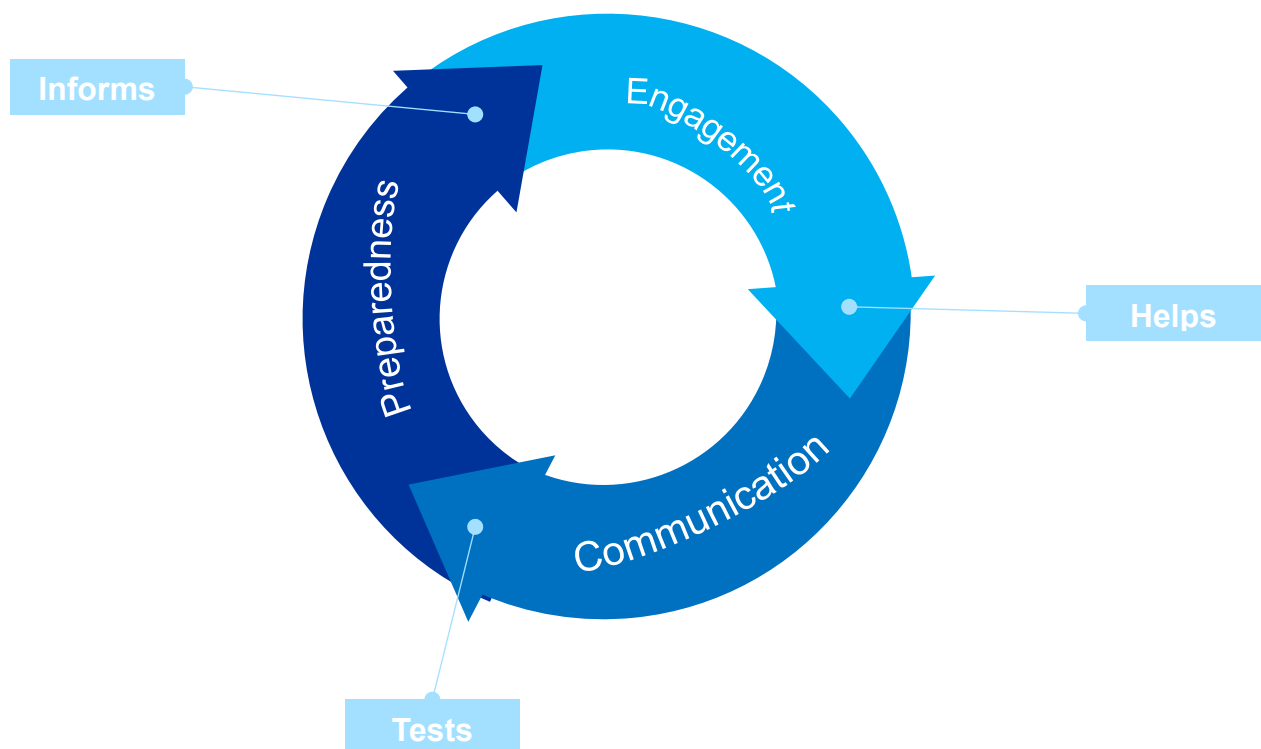 Informs
Engagement
Preparedness
Helps
Communication
Tests